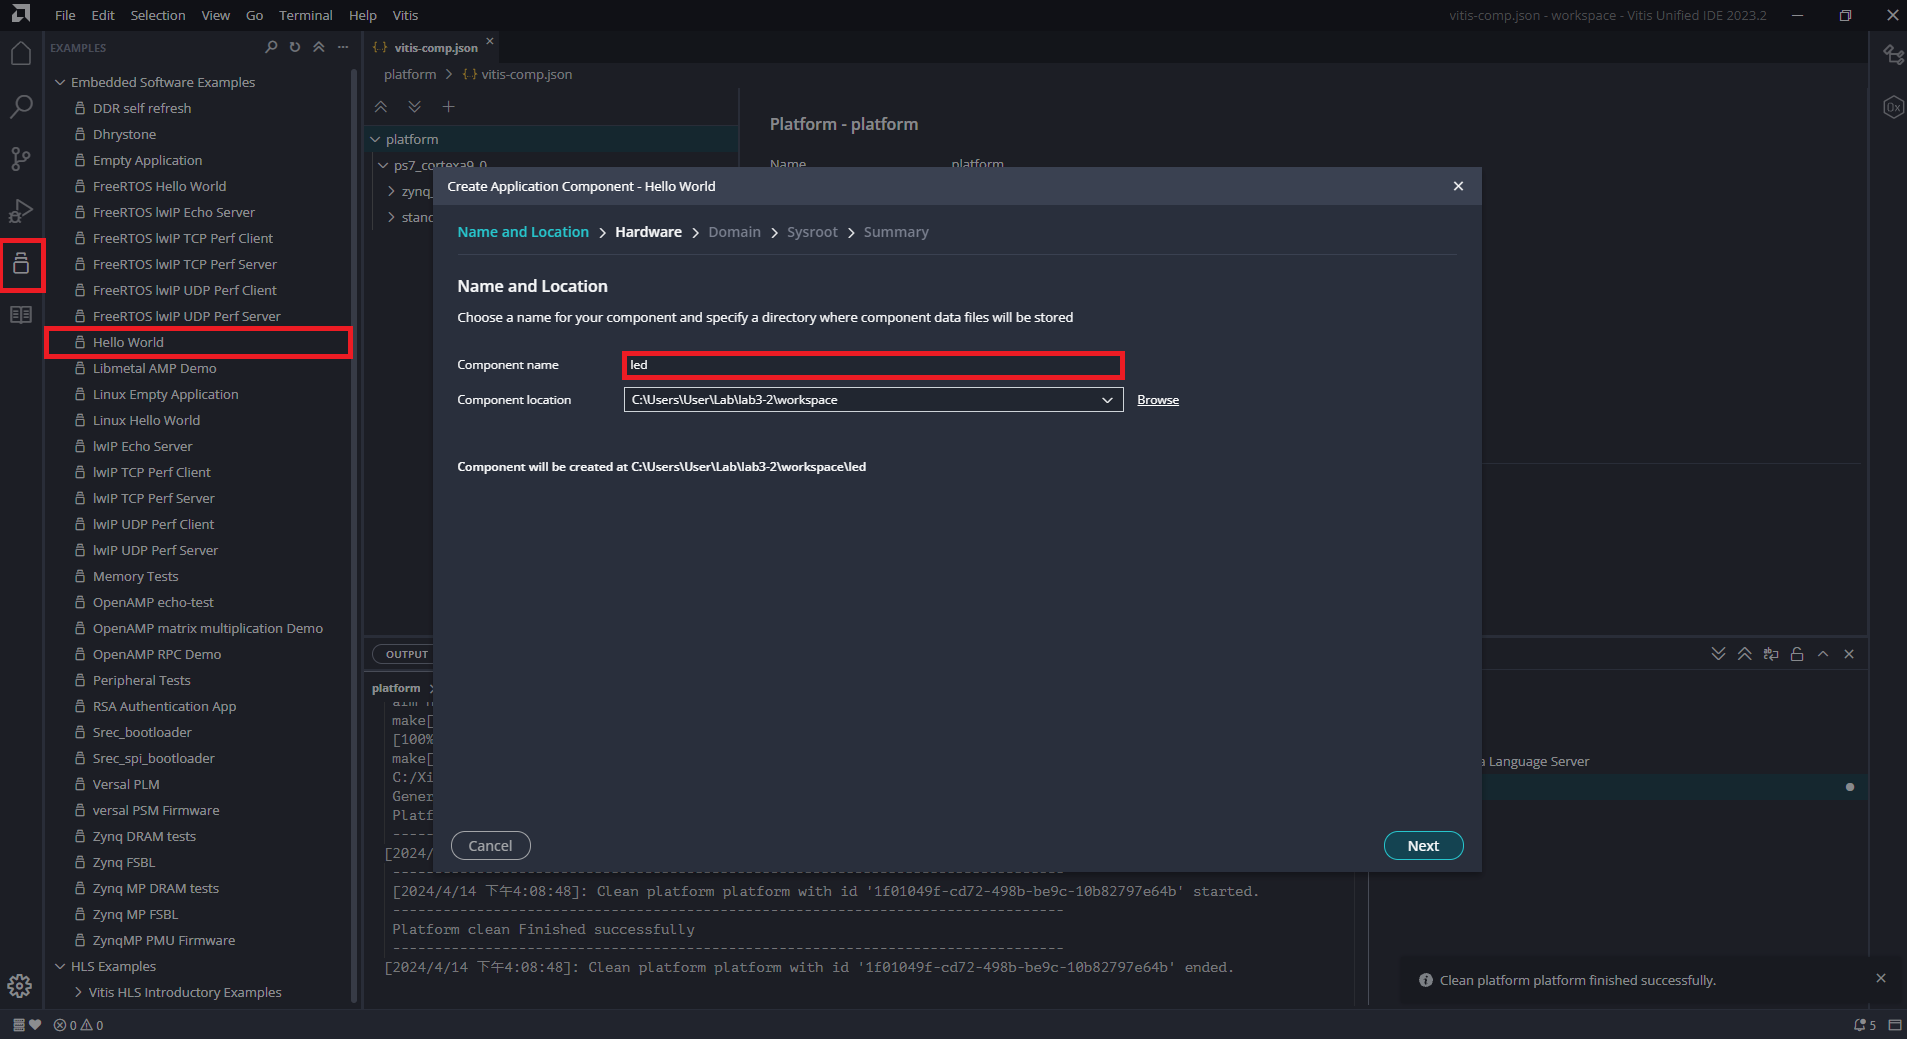 File Edit Selection View Go Terminal Help Vitis
vitis-comp.json - workspace - Vitis Unified IDE 2023.2
EXAMPLES
Embedded Software Examples
DDR self refresh
Dhrystone
Empty Application
FreeRTOS Hello World
FreeRTOS lwIP Echo Server
FreeRTOS lwIP TCP Perf Client
FreeRTOS lwIP TCP Perf Server
FreeRTOS lwIP UDP Perf Client
FreeRTOS lwIP UDP Perf Server
Hello World
Libmetal AMP Demo
Linux Empty Application
Linux Hello World
lwIP Echo Server
lwIP TCP Perf Client
lwIP TCP Perf Server
lwIP UDP Perf Client
lwIP UDP Perf Server
Memory Tests
OpenAMP echo-test
OpenAMP matrix multiplication Demo
OpenAMP RPC Demo
Peripheral Tests
RSA Authentication App
Srec_bootloader
Srec_spi_bootloader
Versal PLM
versal PSM Firmware
Zynq DRAM tests
Zynq FSBL
Zynq MP DRAM tests
Zynq MP FSBL
ZynqMP PMU Firmware
HLS Examples
Vitis HLS Introductory Examples
vitis-comp.json
platform > {..} vitis-comp.json
platform
ps7_cortexa9_0
zynq_
stand
Platform - platform
Name platform
Create Application Component - Hello World
Name and Location > Hardware > Domain > Sysroot > Summary
Name and Location
Choose a name for your component and specify a directory where component data files will be stored
Component name led
Component location C:\Users\User\Lab\lab3-2\workspace Browse
Component will be created at C:\Users\User\Lab\lab3-2\workspace\led
Cancel Next
OUTPUT
platform
make[
[100%
make[
C:/Xi
Gener
Platf
-----
[2024/
--------------------------------------------------------------------------------
[2024/4/14 下午4:08:48]: Clean platform platform with id '1f01049f-cd72-498b-be9c-10b82797e64b' started.
--------------------------------------------------------------------------------
Platform clean Finished successfully
--------------------------------------------------------------------------------
[2024/4/14 下午4:08:48]: Clean platform platform with id '1f01049f-cd72-498b-be9c-10b82797e64b' ended.
Language Server
Clean platform platform finished successfully.
0 0
5